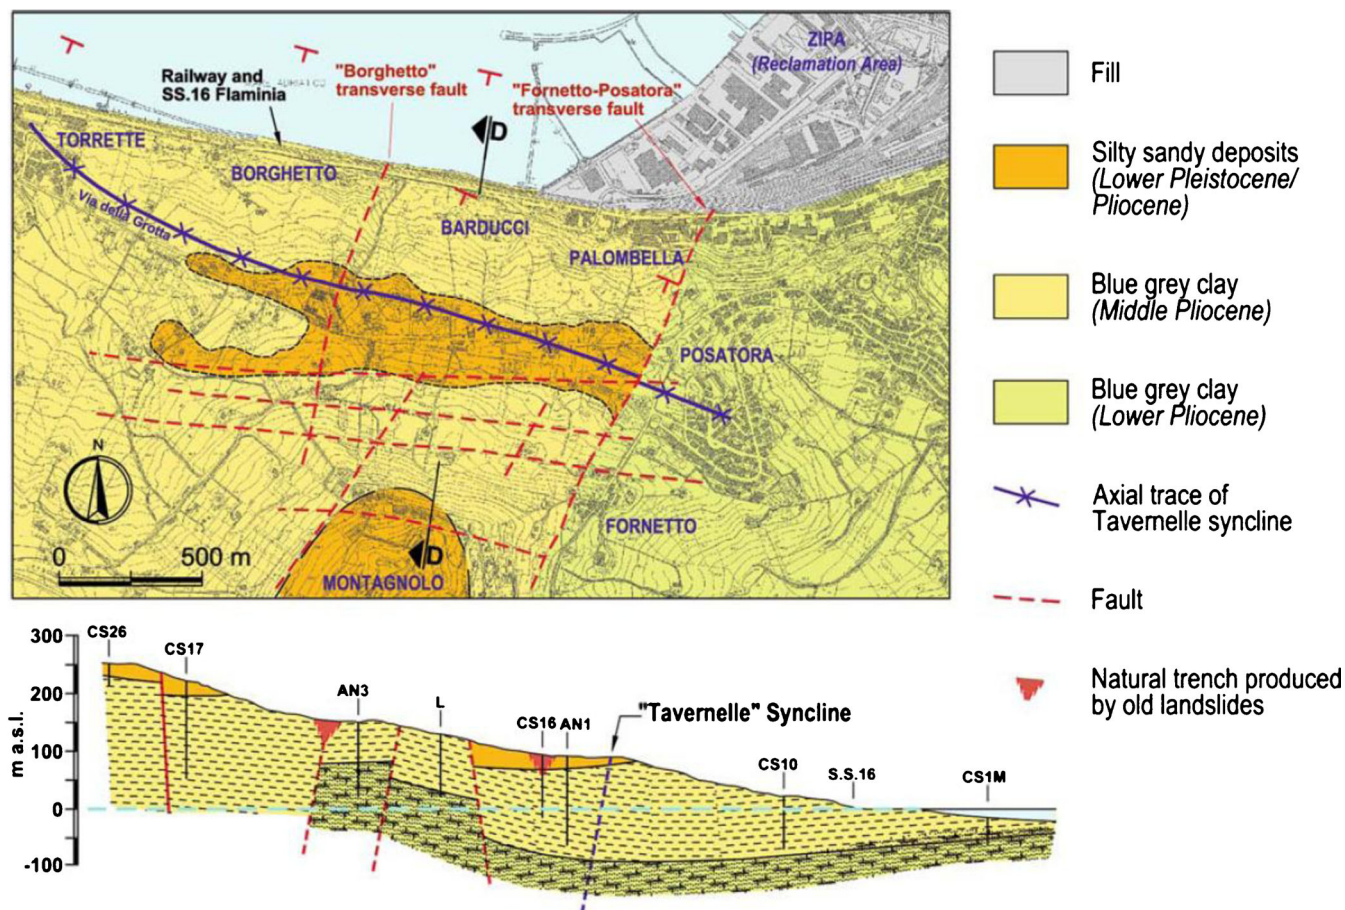 ZIPA
(Reclamation Area)
Railway and
SS.16 Flaminia
"Borghetto"
transverse fault
"Fornetto-Posatora"
transverse fault
D
TORRETTE
BORGHETTO
Via della Grotta
BARDUCCI
PALOMBELLA
POSATORA
N
FORNETTO
0 500 m
D
MONTAGNOLO
Fill
Silty sandy deposits
(Lower Pleistocene/
Pliocene)
Blue grey clay
(Middle Pliocene)
Blue grey clay
(Lower Pliocene)
Axial trace of
Tavernelle syncline
Fault
Natural trench produced
by old landslides
m a.s.l.
300
200
100
0
-100
CS26
CS17
AN3
L
CS16 AN1
"Tavernelle" Syncline
CS10
S.S.16
CS1M